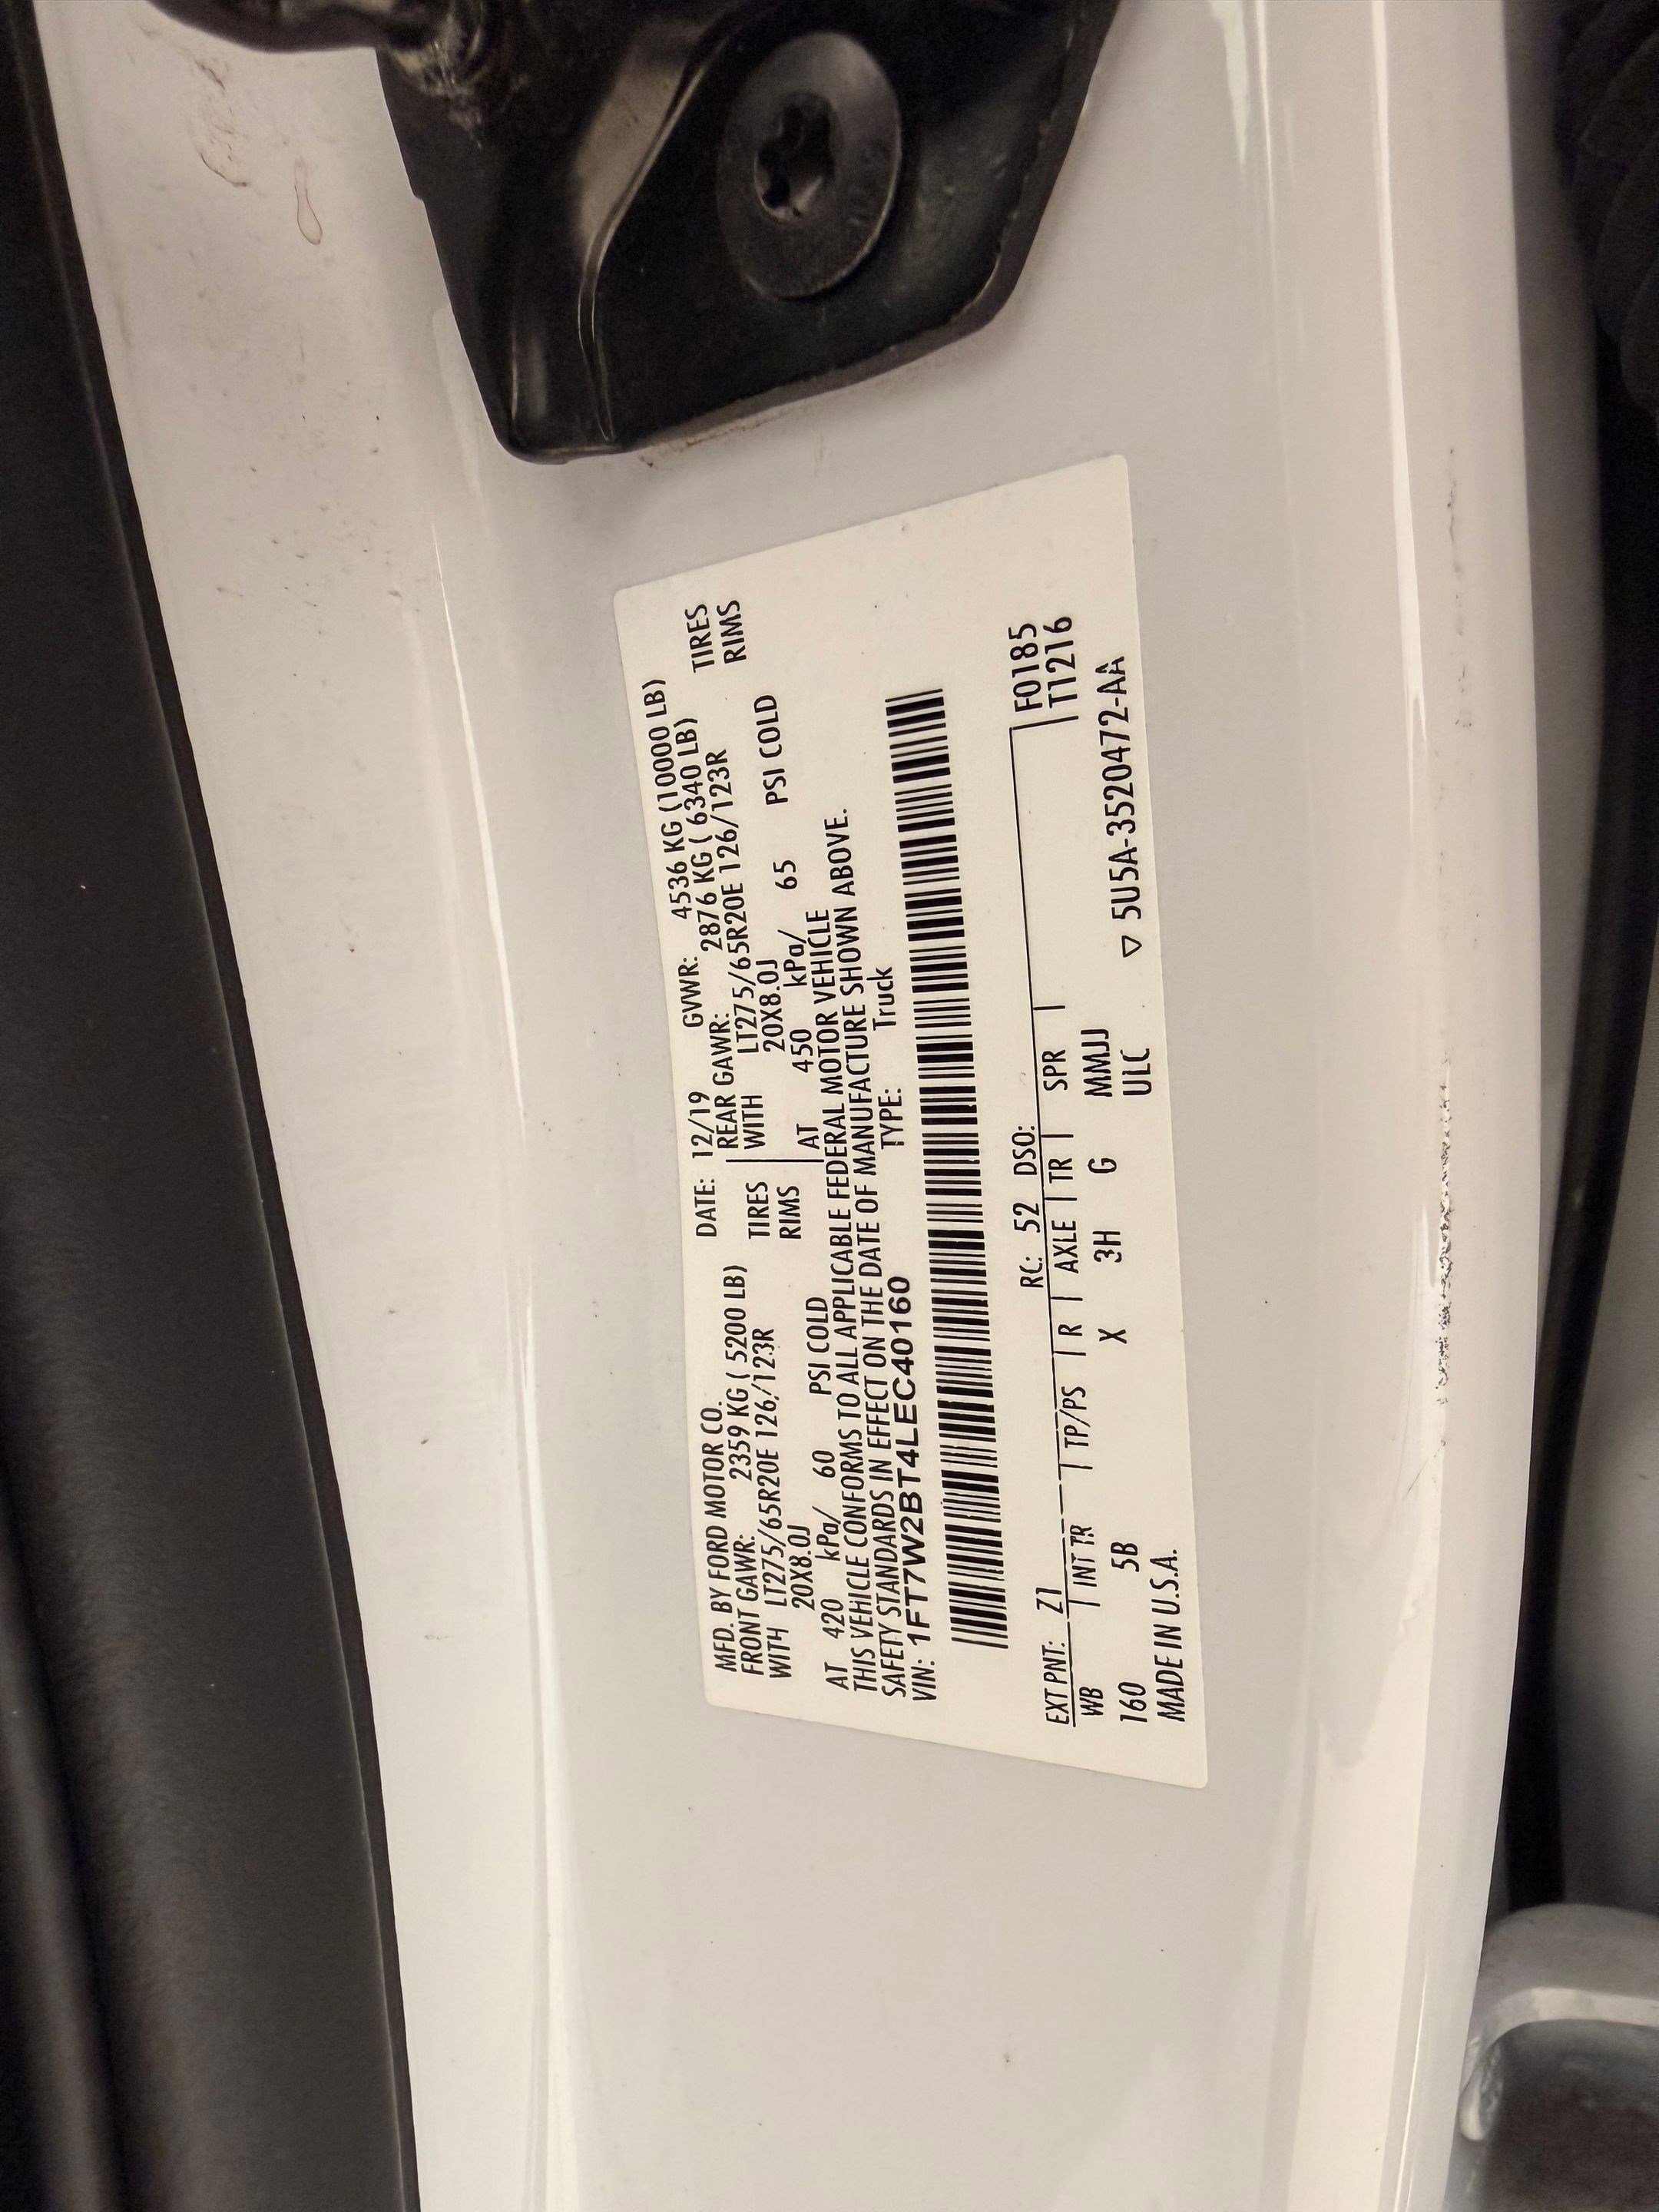 MFD. BY FORD MOTOR CO. DATE: 12/19 GVWR: 4536 KG (10000 LB)
FRONT GAWR: 2359 KG ( 5200 LB) REAR GAWR: 2876 KG ( 6340 LB)
WITH LT275/65R20E 126/123R TIRES WITH LT275/65R20E 126/123R TIRES
20X8.0J RIMS 20X8.0J RIMS
AT 420 kPa/ 60 PSI COLD AT 450 kPa/ 65 PSI COLD
THIS VEHICLE CONFORMS TO ALL APPLICABLE FEDERAL MOTOR VEHICLE
SAFETY STANDARDS IN EFFECT ON THE DATE OF MANUFACTURE SHOWN ABOVE.
VIN: 1FT7W2BT4LEC40160 TYPE: Truck
EXT PNT: Z1 RC: 52 DSO: F0185
WB INT TR TP/PS R AXLE TR SPR T1216
160 5B X 3H G MMJJ
MADE IN U.S.A. ULC ▽ 5U5A-3520472-AA